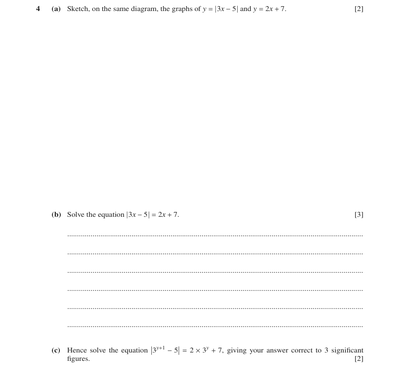 4 (a) Sketch, on the same diagram, the graphs of y = |3x − 5| and y = 2x + 7. [2]
(b) Solve the equation |3x − 5| = 2x + 7. [3]
(c) Hence solve the equation |3ʸ⁺¹ − 5| = 2 × 3ʸ + 7, giving your answer correct to 3 significant
figures. [2]